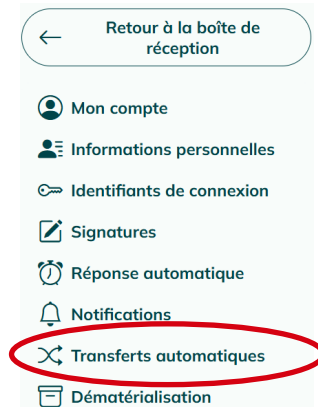 Retour à la boîte de
réception
Mon compte
Informations personnelles
Identifiants de connexion
Signatures
Réponse automatique
Notifications
Transferts automatiques
Dématérialisation